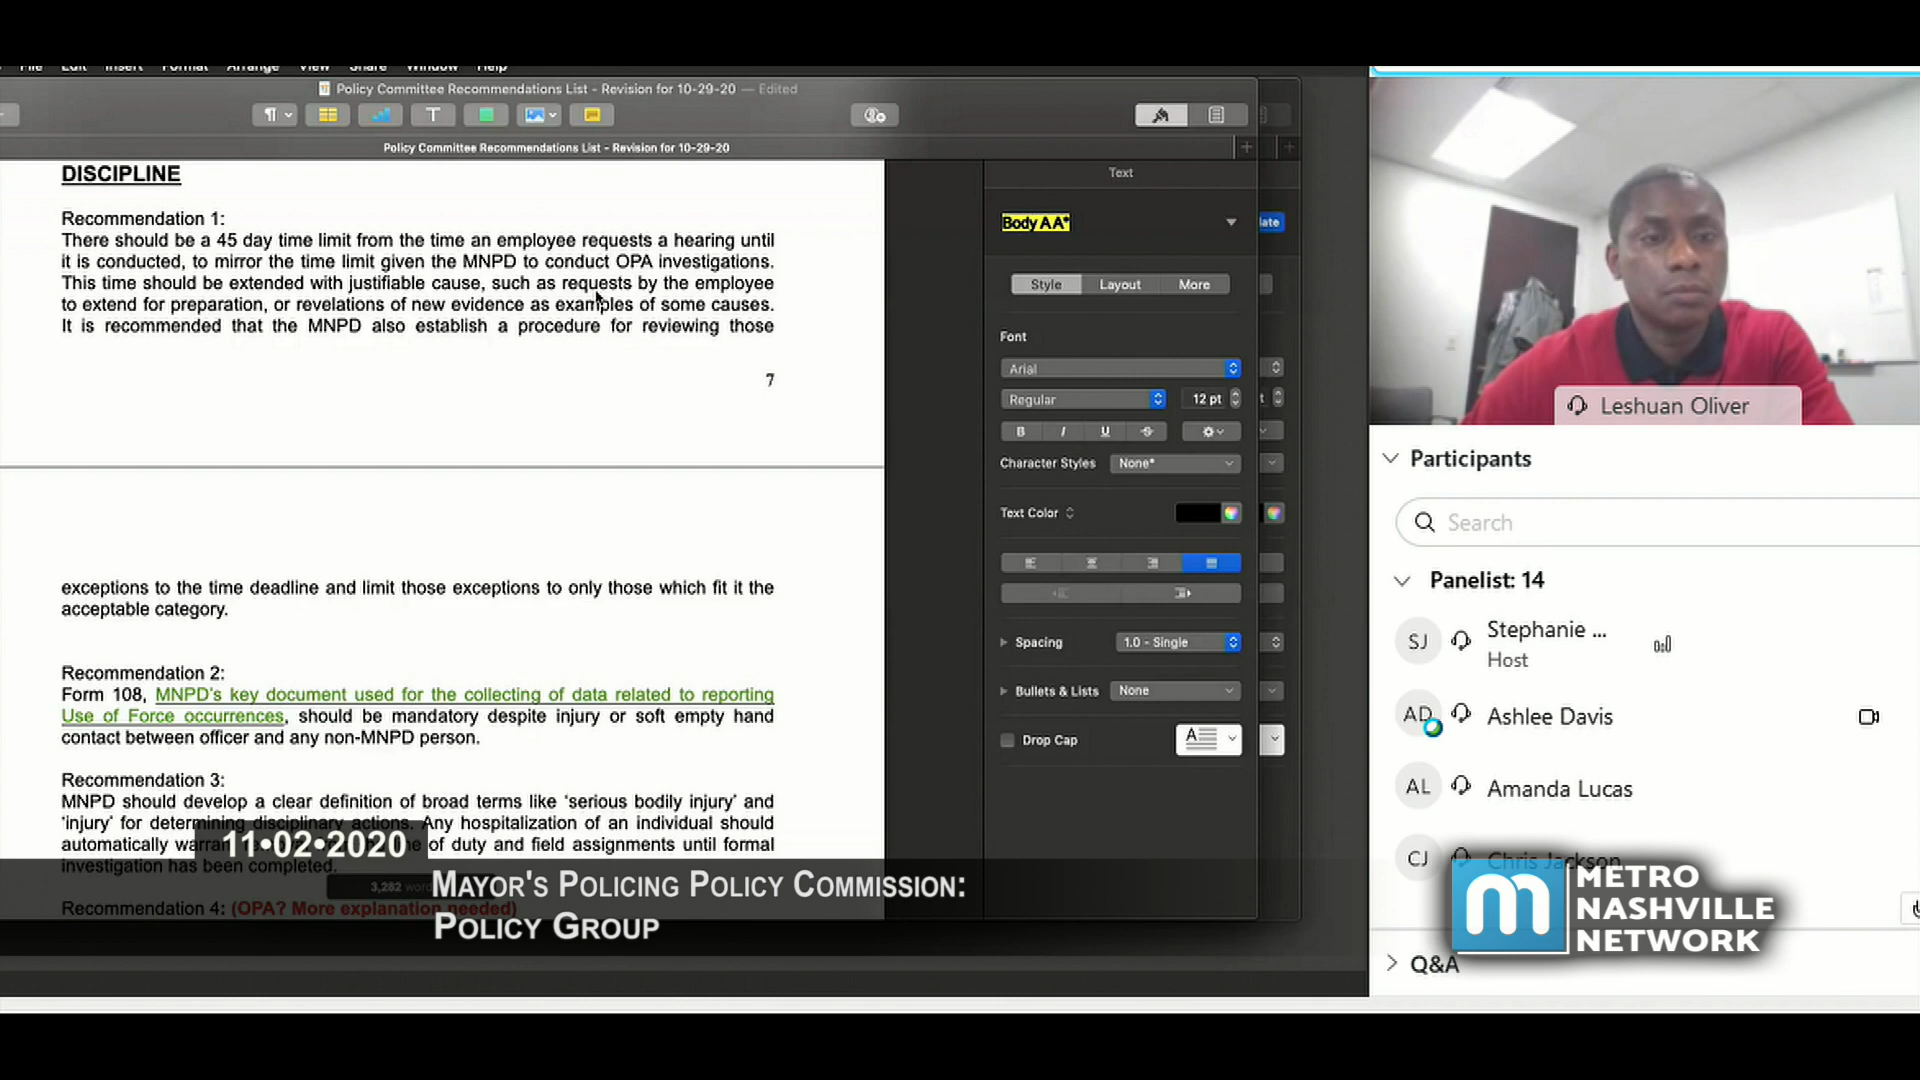 File Edit Insert Format Arrange View Share Window Help
Policy Committee Recommendations List - Revision for 10-29-20 — Edited
Policy Committee Recommendations List - Revision for 10-29-20
DISCIPLINE
Recommendation 1:
There should be a 45 day time limit from the time an employee requests a hearing until
it is conducted, to mirror the time limit given the MNPD to conduct OPA investigations.
This time should be extended with justifiable cause, such as requests by the employee
to extend for preparation, or revelations of new evidence as examples of some causes.
It is recommended that the MNPD also establish a procedure for reviewing those
7
exceptions to the time deadline and limit those exceptions to only those which fit it the
acceptable category.
Recommendation 2:
Form 108, MNPD's key document used for the collecting of data related to reporting
Use of Force occurrences, should be mandatory despite injury or soft empty hand
contact between officer and any non-MNPD person.
Recommendation 3:
MNPD should develop a clear definition of broad terms like 'serious bodily injury' and
'injury' for determining disciplinary actions. Any hospitalization of an individual should
automatically of duty and field assignments until formal
investigation has been completed.
Recommendation 4: (OPA? More explanation needed)
3,282 words
11•02•2020
Mayor's Policing Policy Commission:
Policy Group
Text
Body A A*
Style Layout More
Font
Arial
Regular 12 pt
B I U S
Character Styles None*
Text Color
Spacing 1.0 - Single
Bullets & Lists None
Drop Cap
Leshuan Oliver
Participants
Search
Panelist: 14
SJ Stephanie ...
Host
AD Ashlee Davis
AL Amanda Lucas
CJ Chris Jackson
Q&A
m METRO
NASHVILLE
NETWORK